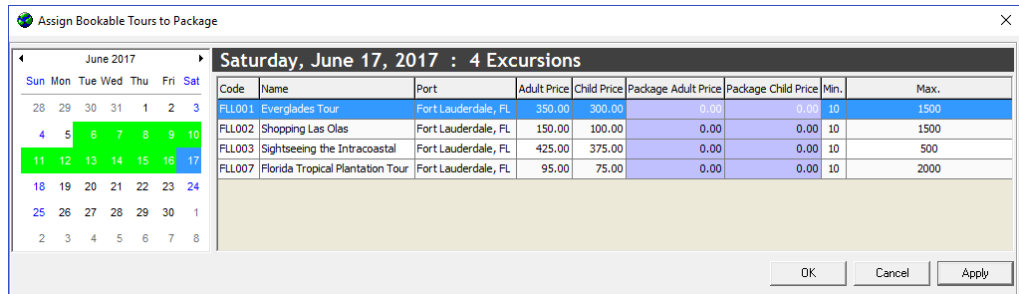 Assign Bookable Tours to Package
June 2017
Sun Mon Tue Wed Thu Fri Sat
28 29 30 31 1 2 3
4 5 6 7 8 9 10
11 12 13 14 15 16 17
18 19 20 21 22 23 24
25 26 27 28 29 30 1
2 3 4 5 6 7 8
Saturday, June 17, 2017 : 4 Excursions
Code Name Port Adult Price Child Price Package Adult Price Package Child Price Min. Max.
FLL001 Everglades Tour Fort Lauderdale, FL 350.00 300.00 0.00 0.00 10 1500
FLL002 Shopping Las Olas Fort Lauderdale, FL 150.00 100.00 0.00 0.00 10 1500
FLL003 Sightseeing the Intracoastal Fort Lauderdale, FL 425.00 375.00 0.00 0.00 10 500
FLL007 Florida Tropical Plantation Tour Fort Lauderdale, FL 95.00 75.00 0.00 0.00 10 2000
OK Cancel Apply